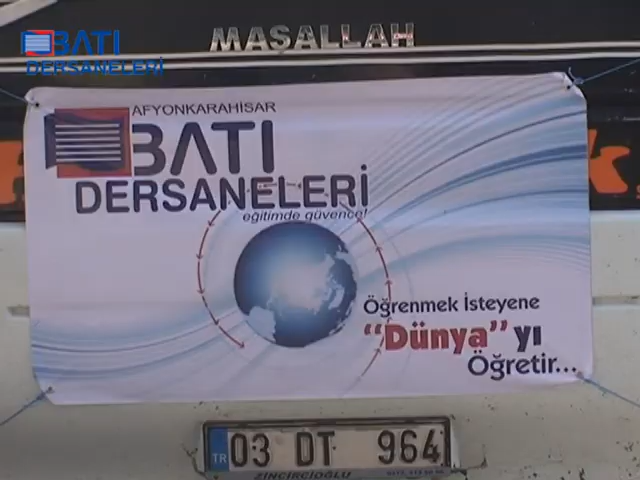 BATI
DERSANELERİ
MAŞALLAH
AFYONKARAHİSAR
BATI
DERSANELERİ
eğitimde güvence!
Öğrenmek İsteyene
"Dünya"yı
Öğretir...
TR 03 DT 964
ZİNCİRCİOĞLU